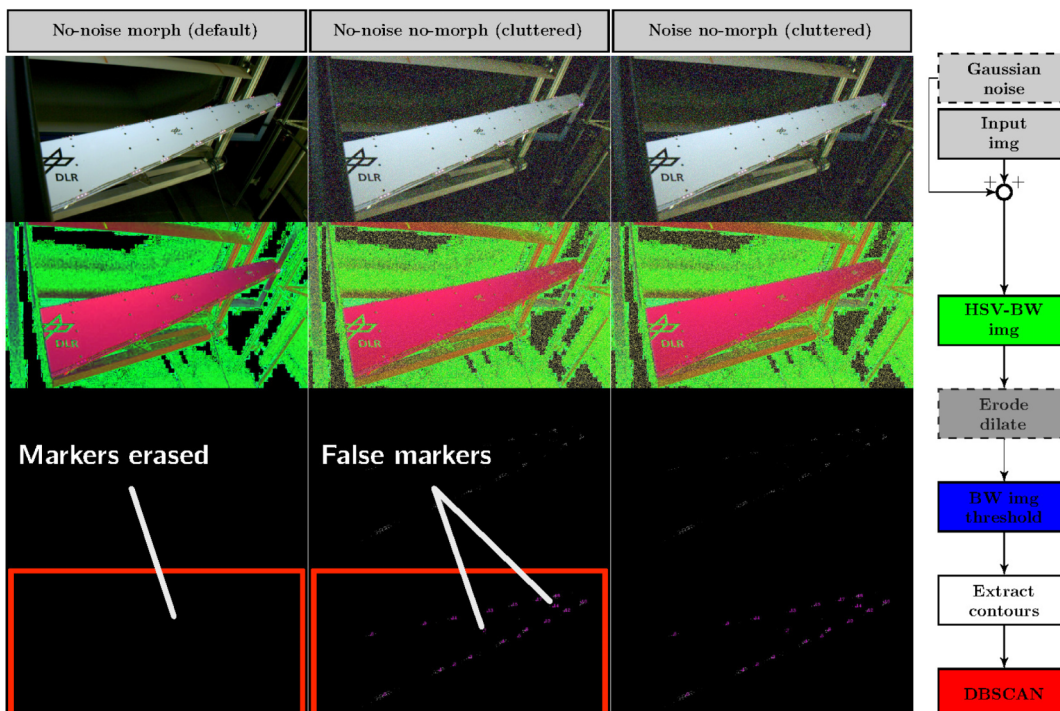 No-noise morph (default)
No-noise no-morph (cluttered)
Noise no-morph (cluttered)
DLR
DLR
DLR
DLR
DLR
DLR
Markers erased
False markers
Gaussian
noise
Input
img
+ +
HSV-BW
img
Erode
dilate
BW img
threshold
Extract
contours
DBSCAN